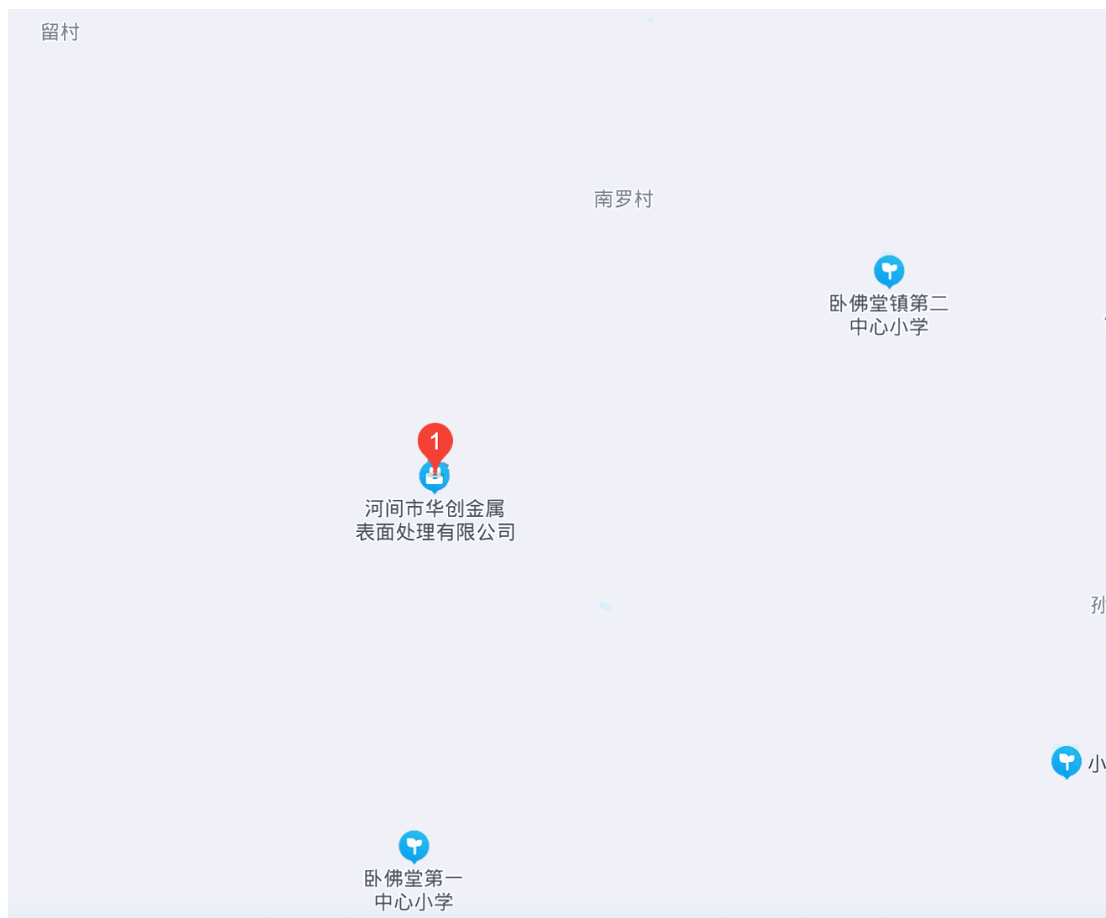 留村
南罗村
卧佛堂镇第二
中心小学
1
河间市华创金属
表面处理有限公司
小
卧佛堂第一
中心小学